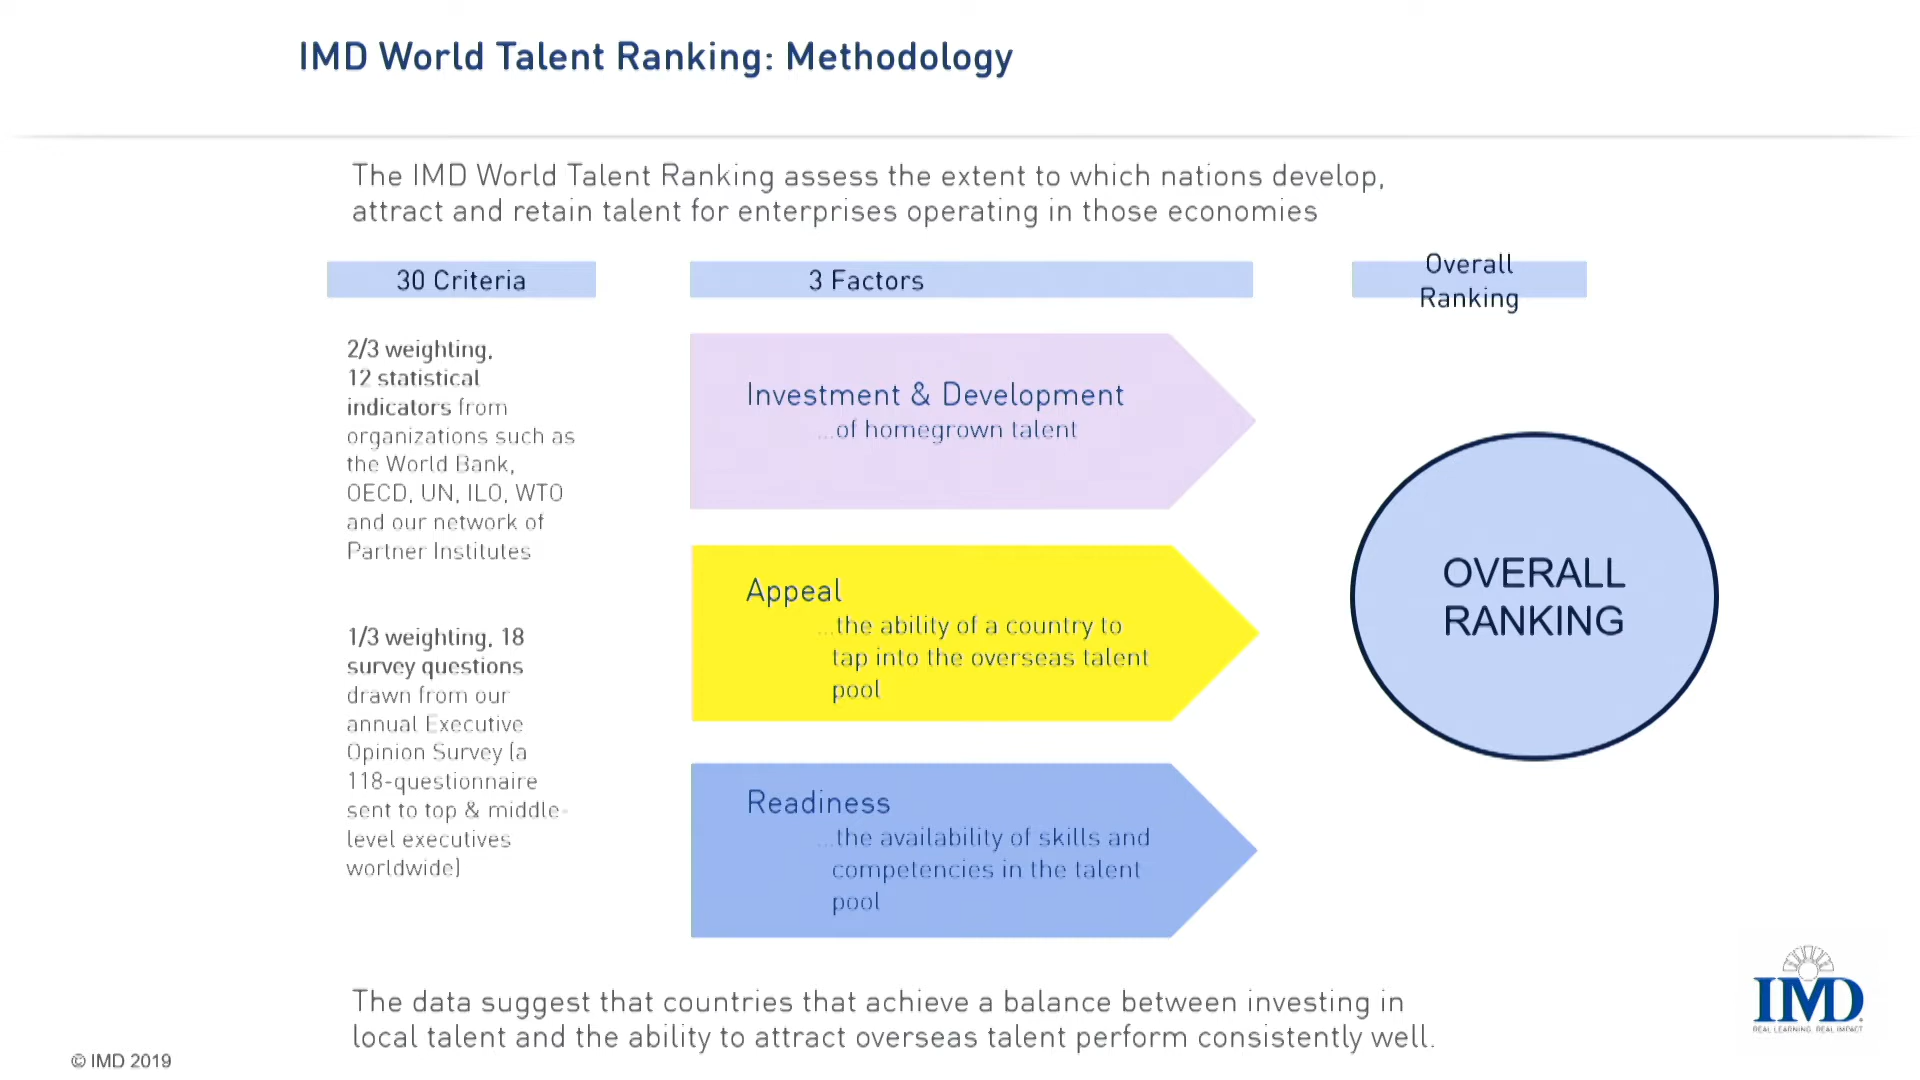 IMD World Talent Ranking: Methodology
The IMD World Talent Ranking assess the extent to which nations develop,
attract and retain talent for enterprises operating in those economies
30 Criteria
2/3 weighting,
12 statistical
indicators from
organizations such as
the World Bank,
OECD, UN, ILO, WTO
and our network of
Partner Institutes
1/3 weighting, 18
survey questions
drawn from our
annual Executive
Opinion Survey (a
118-questionnaire
sent to top & middle-
level executives
worldwide)
3 Factors
Investment & Development
...of homegrown talent
Appeal
...the ability of a country to
tap into the overseas talent
pool
Readiness
...the availability of skills and
competencies in the talent
pool
Overall
Ranking
OVERALL
RANKING
The data suggest that countries that achieve a balance between investing in
local talent and the ability to attract overseas talent perform consistently well.
© IMD 2019
IMD
REAL LEARNING. REAL IMPACT